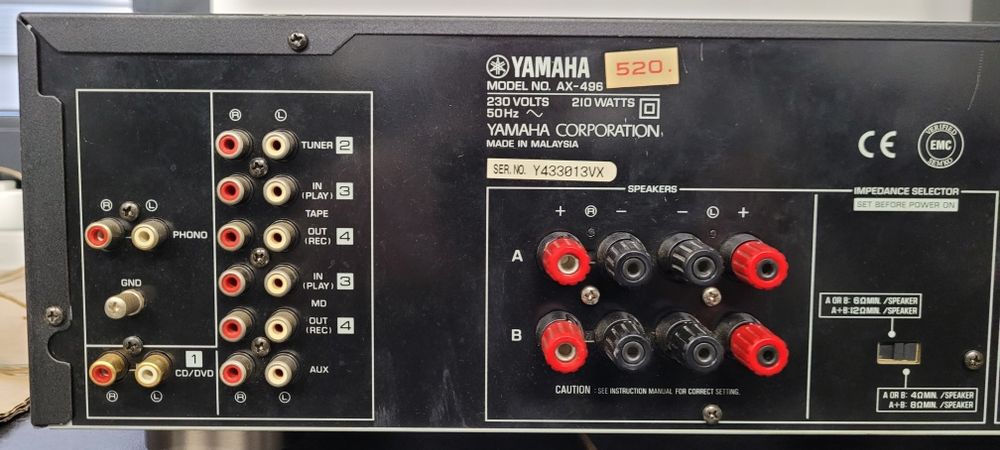 YAMAHA
520.
MODEL NO. AX-496
230 VOLTS 210 WATTS
50Hz
YAMAHA CORPORATION
MADE IN MALAYSIA
SER. NO. Y433013VX
CE
VERIFIED
EMC
SEMKO
R L
TUNER 2
IN 3
(PLAY)
TAPE
OUT 4
(REC)
IN 3
(PLAY)
MD
OUT 4
(REC)
AUX
R L
R L
PHONO
GND
1
CD/DVD
R L
SPEAKERS
+ R − − L +
A
B
CAUTION : SEE INSTRUCTION MANUAL FOR CORRECT SETTING.
IMPEDANCE SELECTOR
SET BEFORE POWER ON
A OR B: 6ΩMIN. /SPEAKER
A+B:12ΩMIN. /SPEAKER
A OR B: 4ΩMIN. /SPEAKER
A+B: 8ΩMIN. /SPEAKER